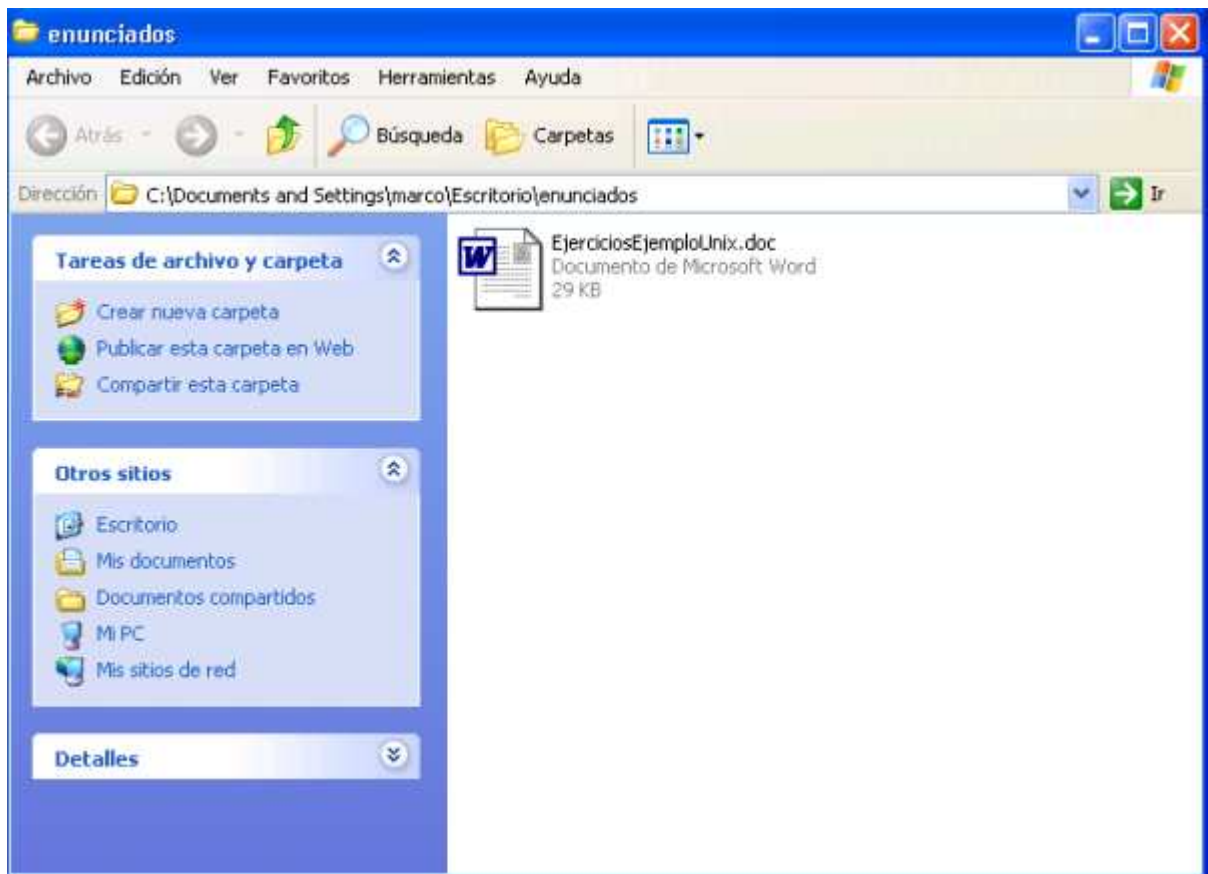 enunciados
Archivo Edición Ver Favoritos Herramientas Ayuda
Atrás Búsqueda Carpetas
Dirección C:\Documents and Settings\marco\Escritorio\enunciados Ir
Tareas de archivo y carpeta
Crear nueva carpeta
Publicar esta carpeta en Web
Compartir esta carpeta
Otros sitios
Escritorio
Mis documentos
Documentos compartidos
Mi PC
Mis sitios de red
Detalles
W
EjerciciosEjemploUnix.doc
Documento de Microsoft Word
29 KB